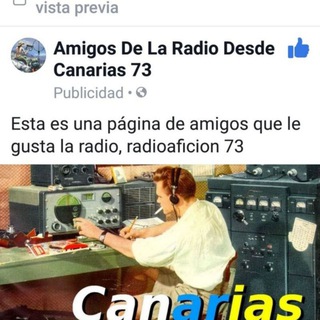 vista previa
Amigos De La Radio Desde
Canarias 73
Publicidad •
Esta es una página de amigos que le
gusta la radio, radioaficion 73
Canarias